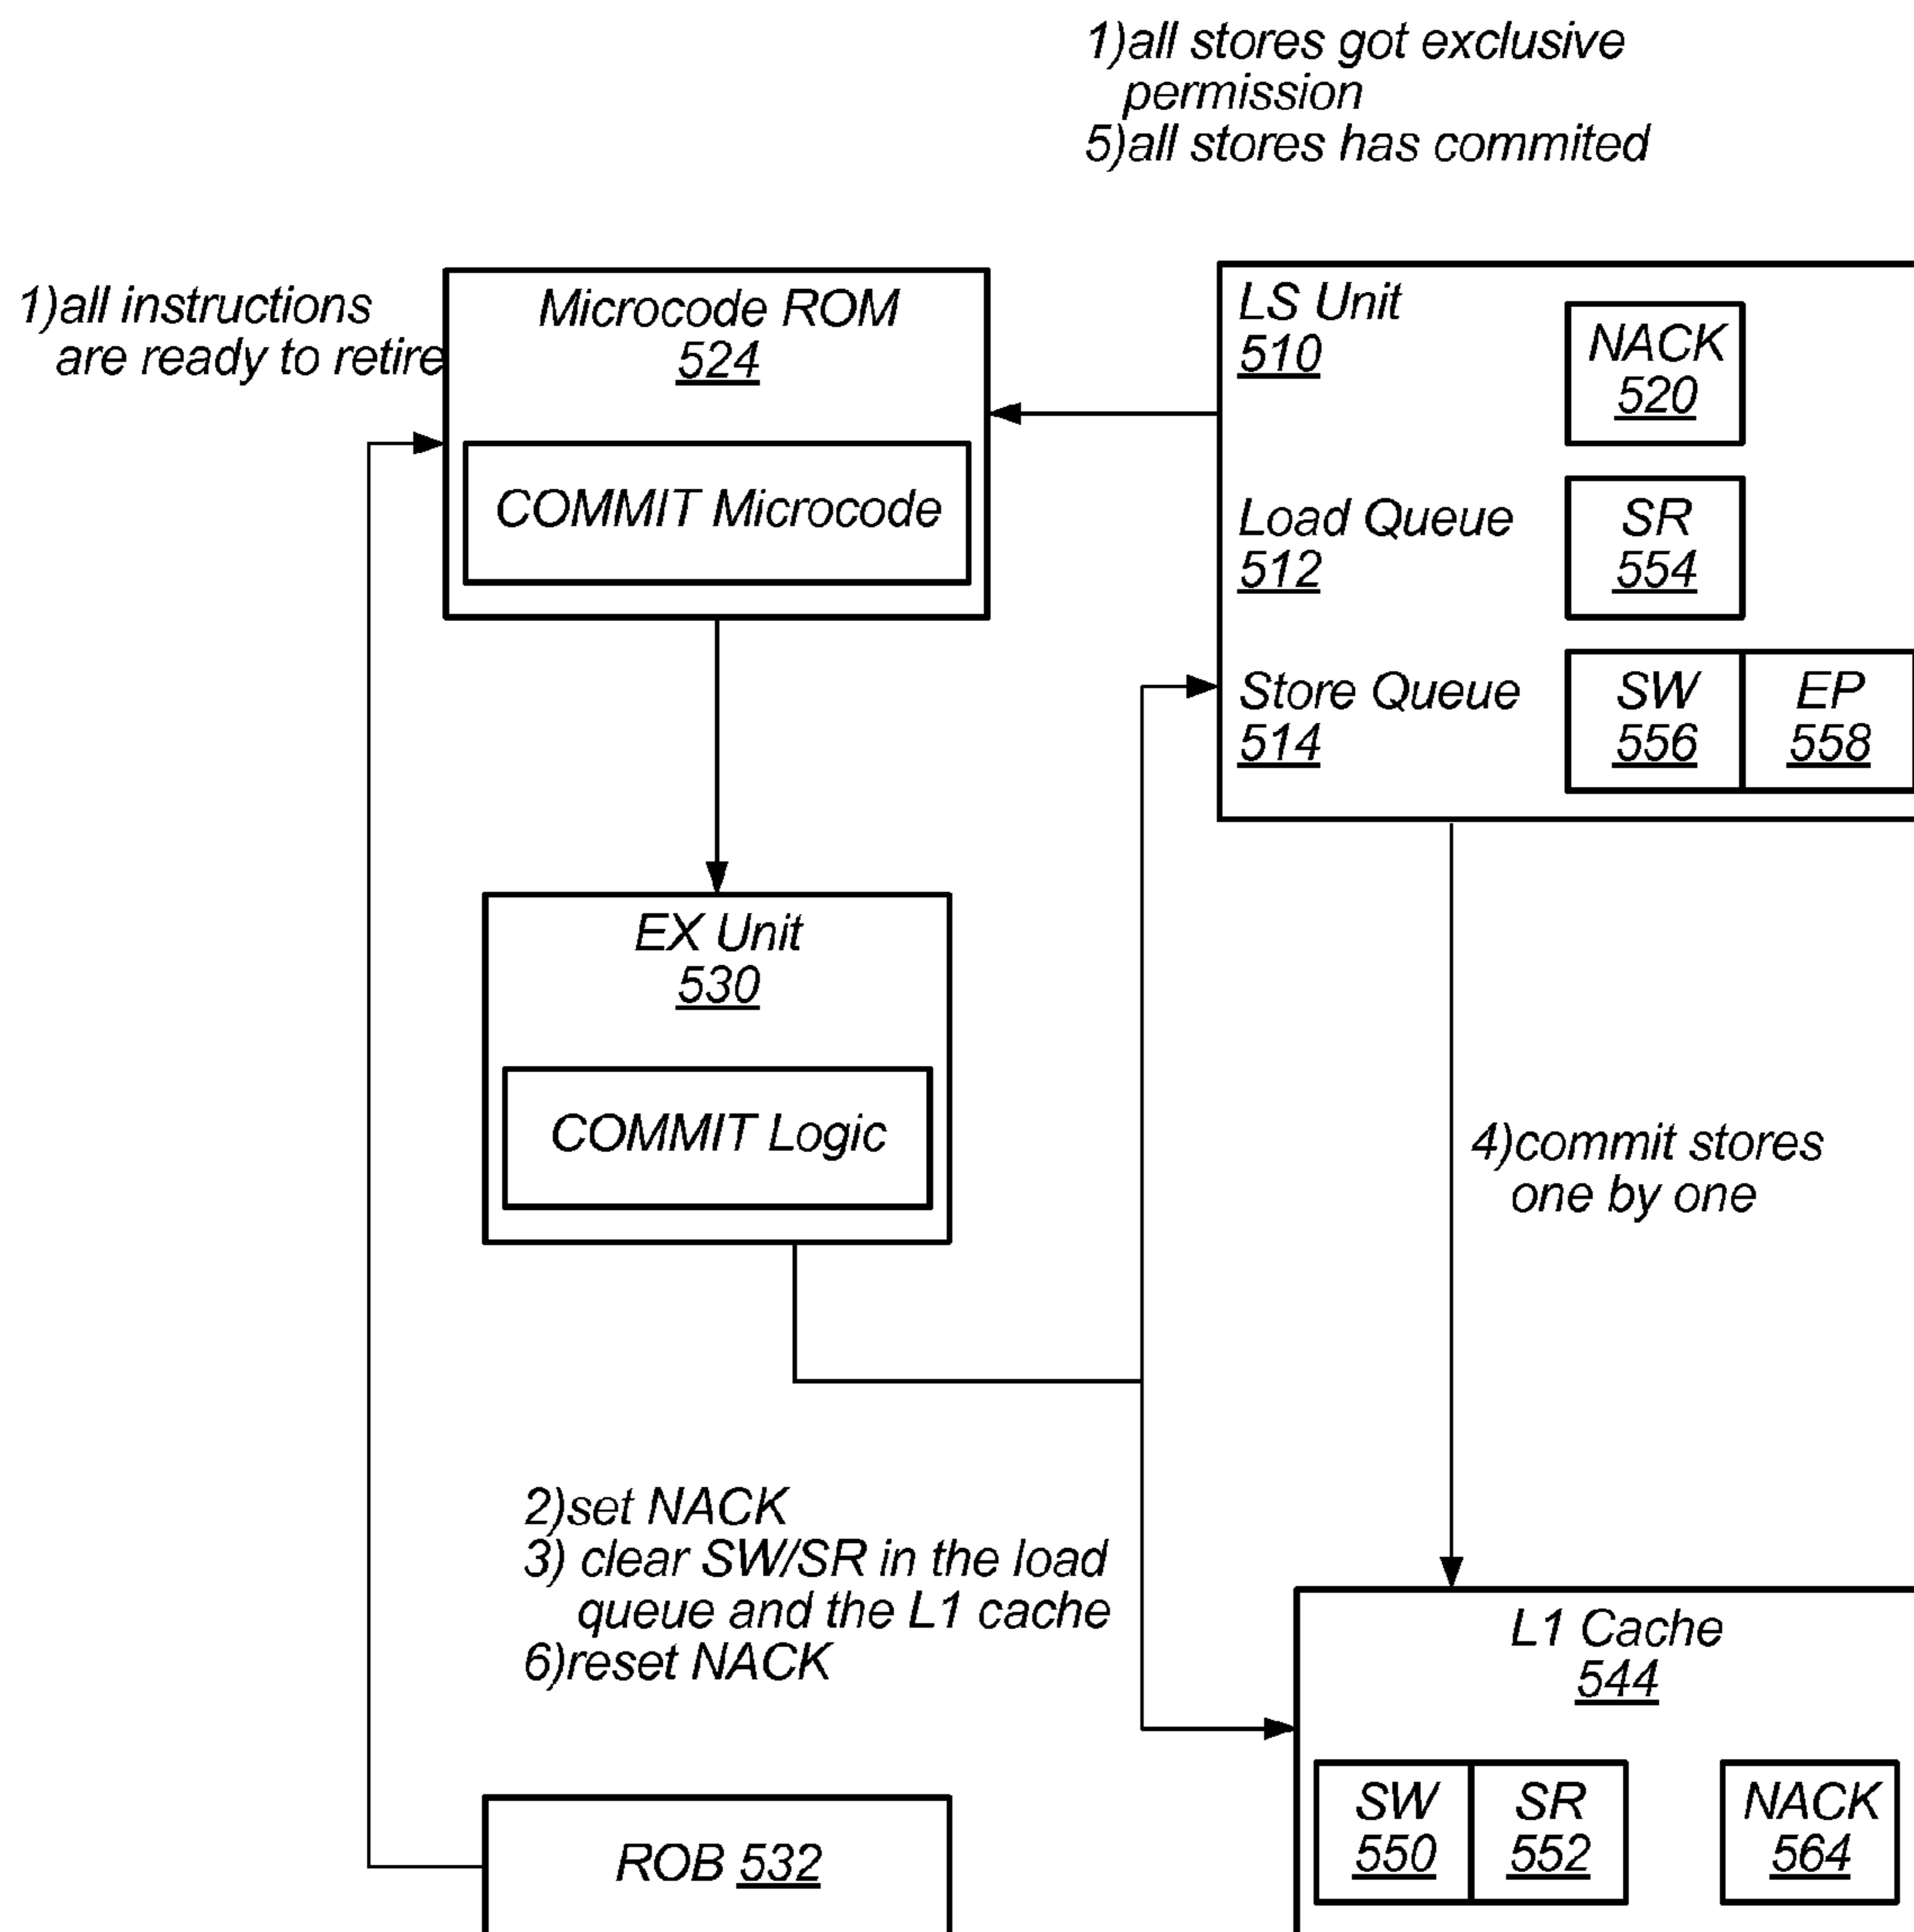 1)all stores got exclusive
permission
5)all stores has commited
1)all instructions
are ready to retire
Microcode ROM
524
COMMIT Microcode
LS Unit
510
NACK
520
Load Queue
512
SR
554
Store Queue
514
SW
556
EP
558
EX Unit
530
COMMIT Logic
4)commit stores
one by one
2)set NACK
3) clear SW/SR in the load
queue and the L1 cache
6)reset NACK
L1 Cache
544
SW
550
SR
552
NACK
564
ROB 532